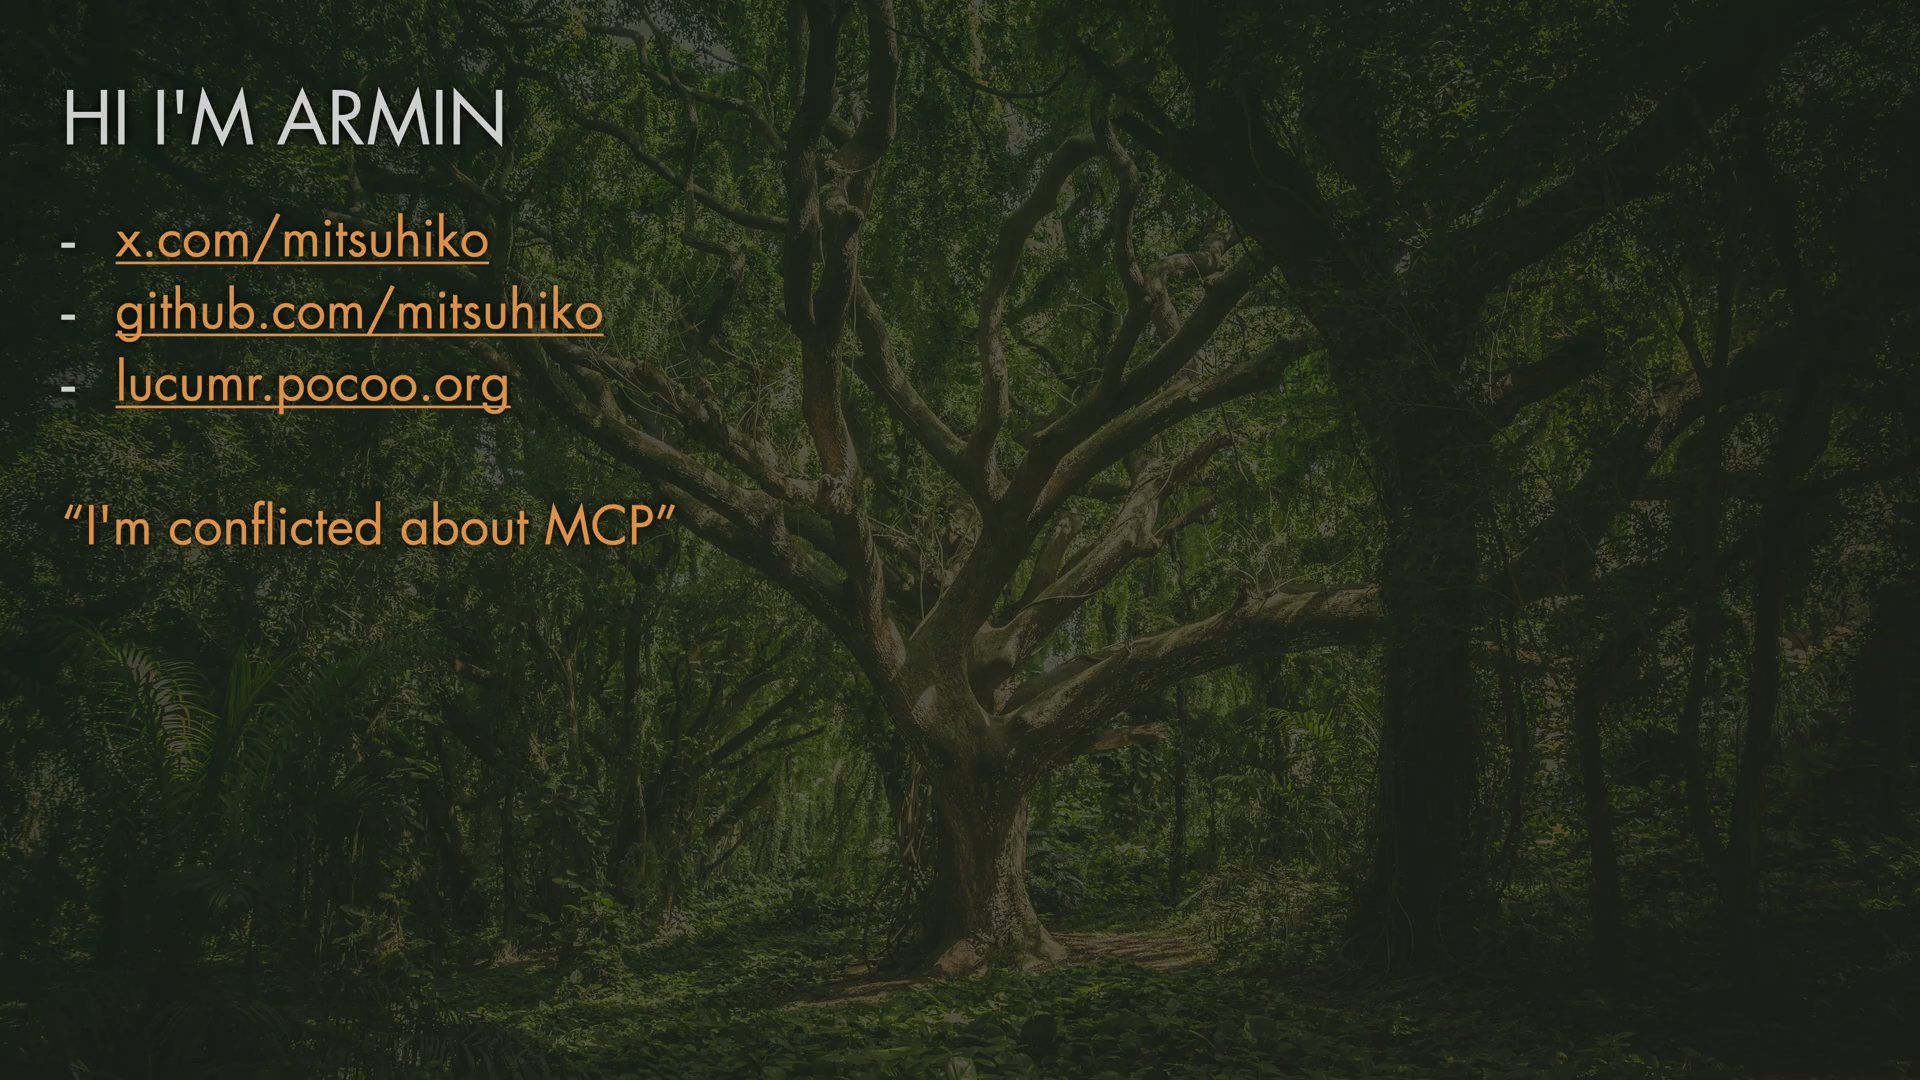 HI I'M ARMIN
- x.com/mitsuhiko
- github.com/mitsuhiko
- lucumr.pocoo.org
“I'm conflicted about MCP”